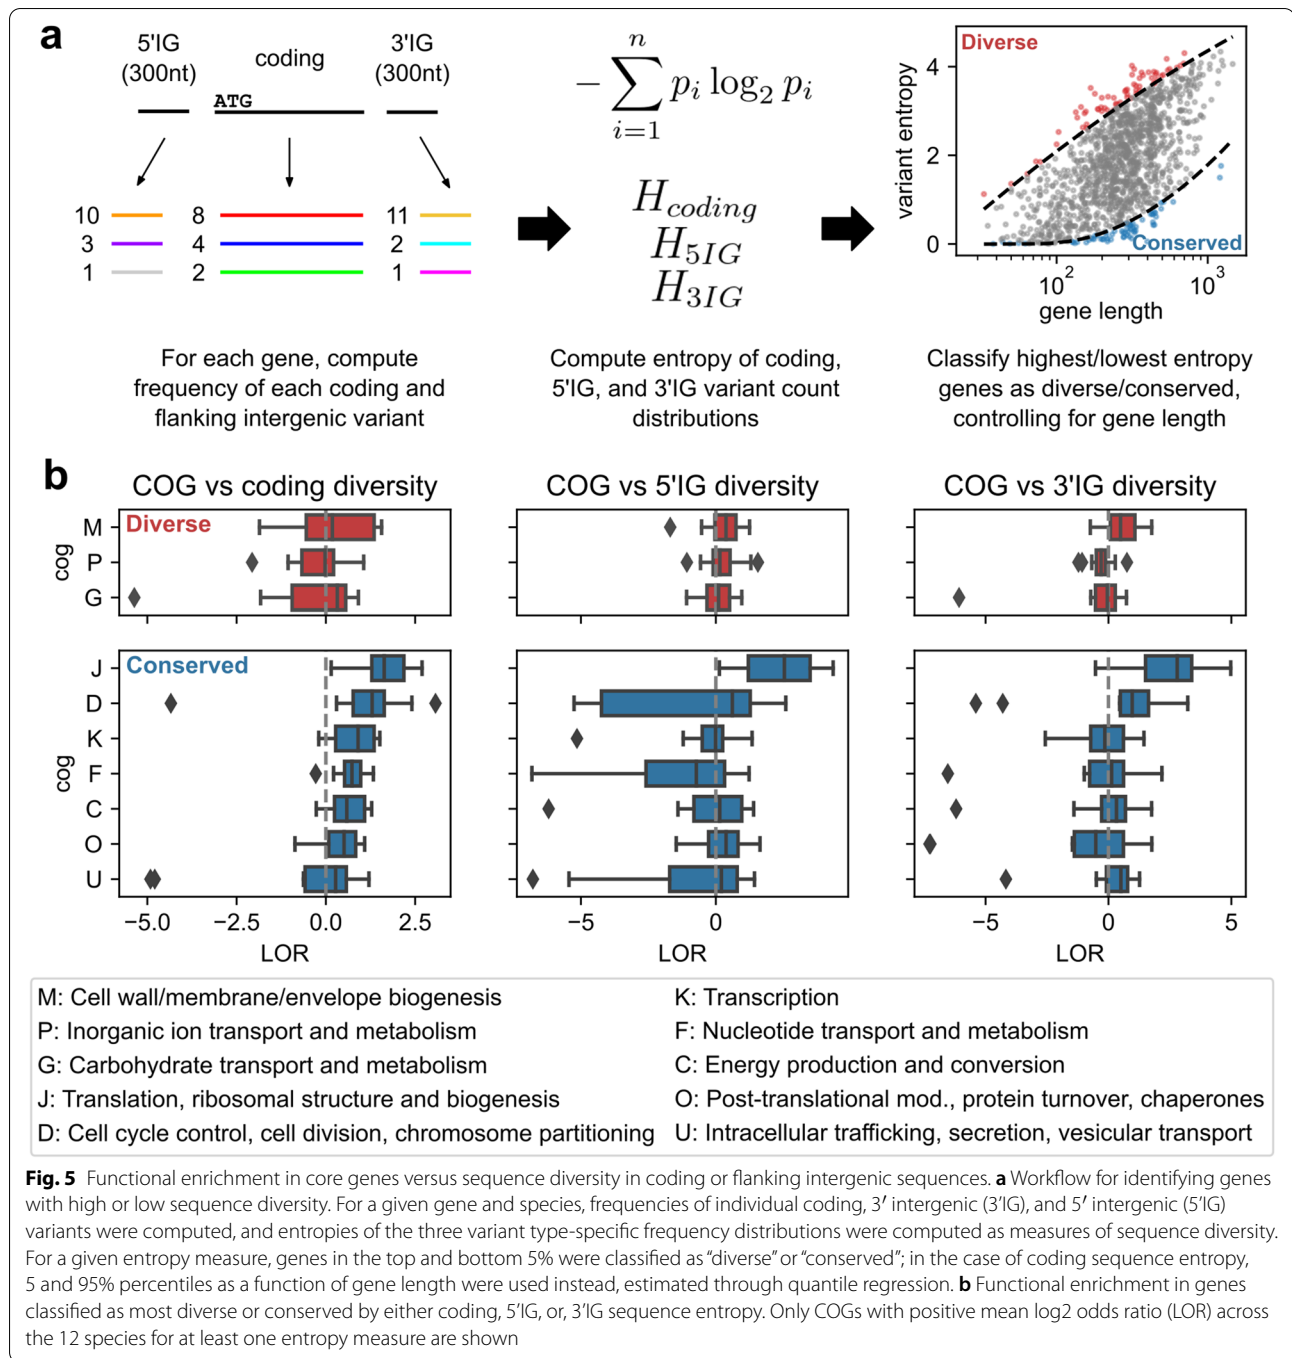 a
5'IG
(300nt)
coding
3'IG
(300nt)
ATG
10
3
1
8
4
2
11
2
1
For each gene, compute
frequency of each coding and
flanking intergenic variant
− ∑ i=1 n p_i log_2 p_i
H_coding
H_5IG
H_3IG
Compute entropy of coding,
5'IG, and 3'IG variant count
distributions
Diverse
Conserved
variant entropy
4
2
0
10^2
10^3
gene length
Classify highest/lowest entropy
genes as diverse/conserved,
controlling for gene length
b
COG vs coding diversity
COG vs 5'IG diversity
COG vs 3'IG diversity
Diverse
cog
M
P
G
Conserved
cog
J
D
K
F
C
O
U
−5.0 −2.5 0.0 2.5
LOR
−5 0
LOR
−5 0 5
LOR
M: Cell wall/membrane/envelope biogenesis
P: Inorganic ion transport and metabolism
G: Carbohydrate transport and metabolism
J: Translation, ribosomal structure and biogenesis
D: Cell cycle control, cell division, chromosome partitioning
K: Transcription
F: Nucleotide transport and metabolism
C: Energy production and conversion
O: Post-translational mod., protein turnover, chaperones
U: Intracellular trafficking, secretion, vesicular transport
Fig. 5 Functional enrichment in core genes versus sequence diversity in coding or flanking intergenic sequences. a Workflow for identifying genes
with high or low sequence diversity. For a given gene and species, frequencies of individual coding, 3′ intergenic (3′IG), and 5′ intergenic (5′IG)
variants were computed, and entropies of the three variant type-specific frequency distributions were computed as measures of sequence diversity.
For a given entropy measure, genes in the top and bottom 5% were classified as “diverse” or “conserved”; in the case of coding sequence entropy,
5 and 95% percentiles as a function of gene length were used instead, estimated through quantile regression. b Functional enrichment in genes
classified as most diverse or conserved by either coding, 5′IG, or, 3′IG sequence entropy. Only COGs with positive mean log2 odds ratio (LOR) across
the 12 species for at least one entropy measure are shown